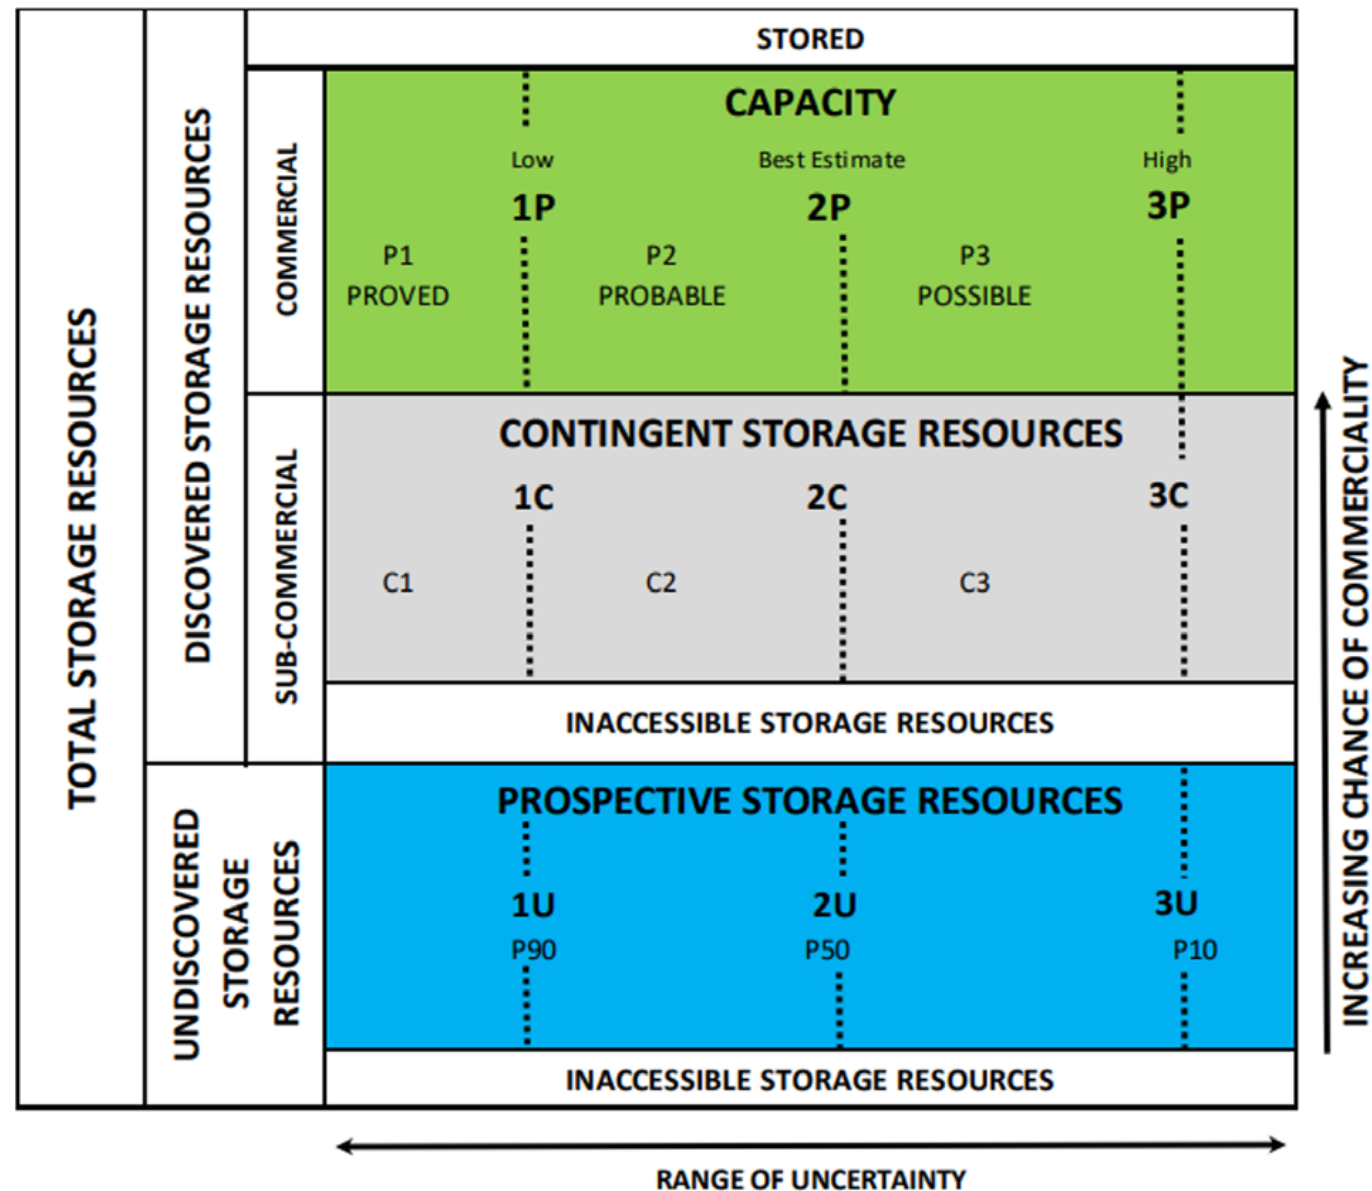 STORED
CAPACITY
Low
Best Estimate
High
1P
2P
3P
P1
PROVED
P2
PROBABLE
P3
POSSIBLE
COMMERCIAL
CONTINGENT STORAGE RESOURCES
1C
2C
3C
C1
C2
C3
SUB-COMMERCIAL
INACCESSIBLE STORAGE RESOURCES
DISCOVERED STORAGE RESOURCES
TOTAL STORAGE RESOURCES
PROSPECTIVE STORAGE RESOURCES
1U
2U
3U
P90
P50
P10
UNDISCOVERED
STORAGE
RESOURCES
INACCESSIBLE STORAGE RESOURCES
INCREASING CHANCE OF COMMERCIALITY
RANGE OF UNCERTAINTY